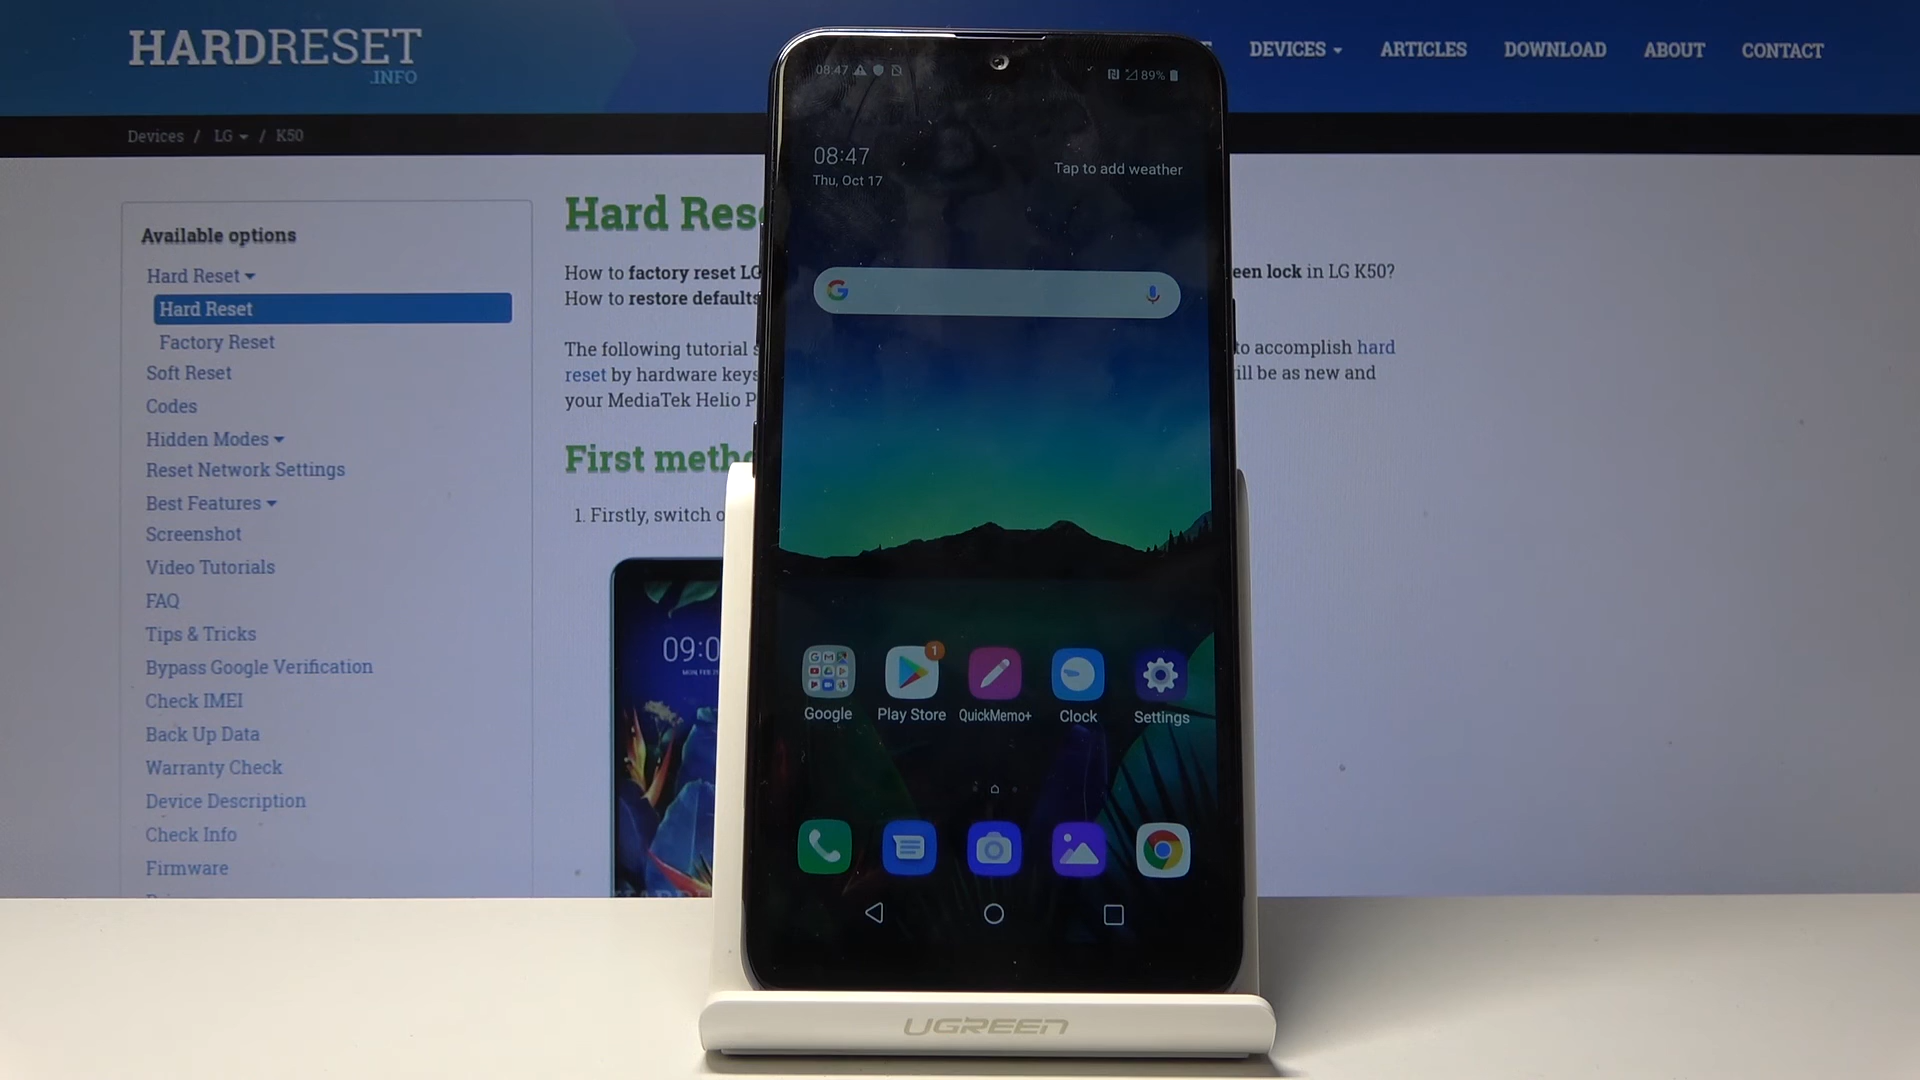 HARDRESET
.INFO
DEVICES
ARTICLES
DOWNLOAD
ABOUT
CONTACT
Devices / LG / K50
Available options
Hard Reset
Hard Reset
Factory Reset
Soft Reset
Codes
Hidden Modes
Reset Network Settings
Best Features
Screenshot
Video Tutorials
FAQ
Tips & Tricks
Bypass Google Verification
Check IMEI
Back Up Data
Warranty Check
Device Description
Check Info
Firmware
Hard Rese
How to factory reset LG
een lock in LG K50?
How to restore defaults
The following tutorial s
to accomplish hard
reset by hardware keys
ill be as new and
your MediaTek Helio P
First meth
1. Firstly, switch o
09:0
08:47
89%
08:47
Thu, Oct 17
Tap to add weather
1
Google
Play Store
QuickMemo+
Clock
Settings
UGREEN